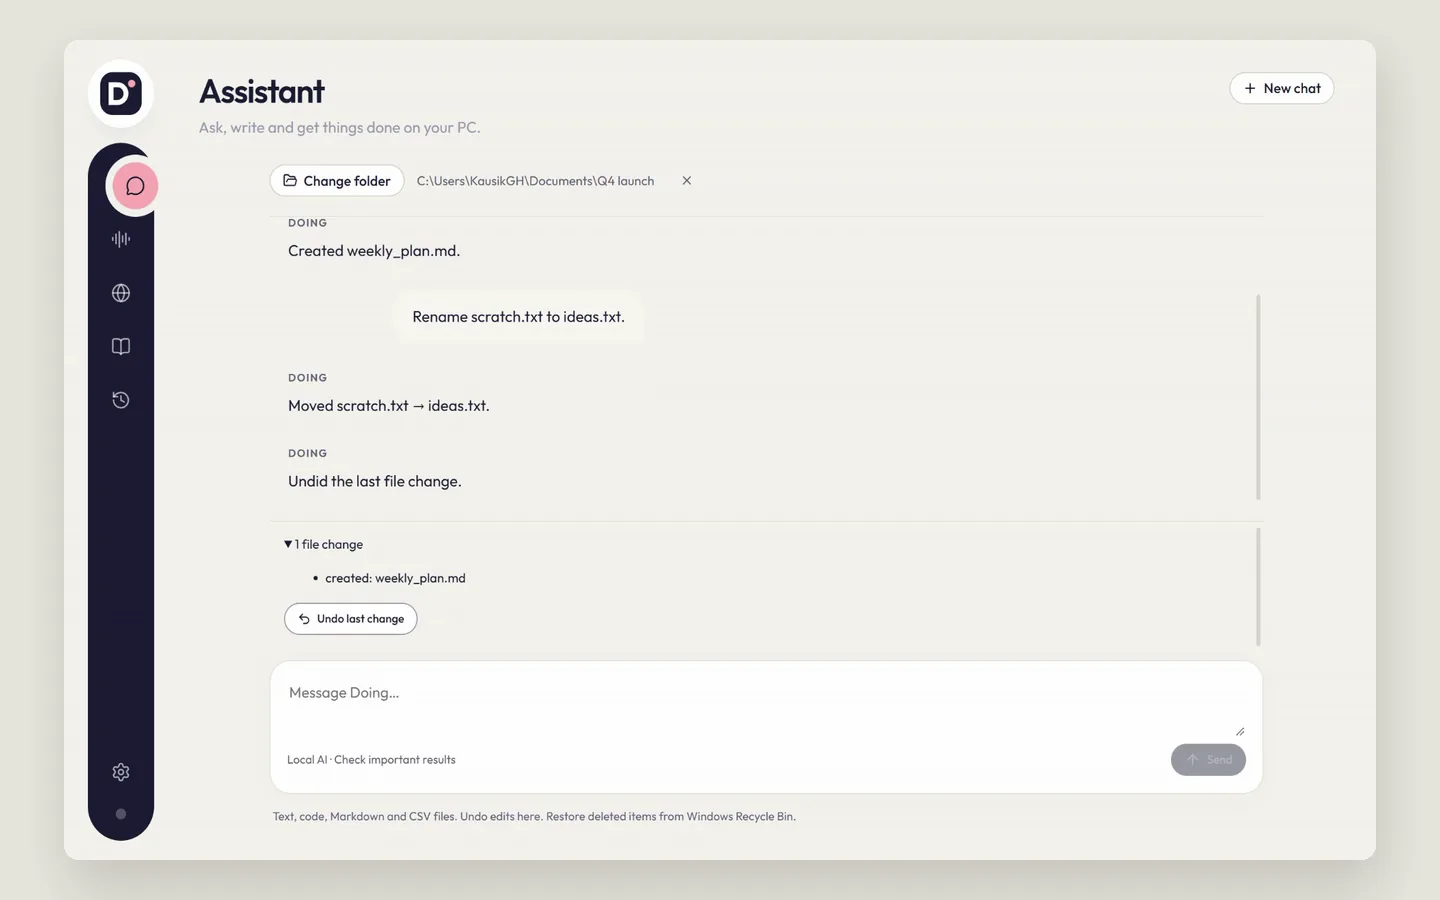 D
Assistant
+ New chat
Ask, write and get things done on your PC.
Change folder C:\Users\KausikGH\Documents\Q4 launch ×
DOING
Created weekly_plan.md.
Rename scratch.txt to ideas.txt.
DOING
Moved scratch.txt → ideas.txt.
DOING
Undid the last file change.
▼ 1 file change
• created: weekly_plan.md
Undo last change
Message Doing...
Local AI · Check important results
Send
Text, code, Markdown and CSV files. Undo edits here. Restore deleted items from Windows Recycle Bin.